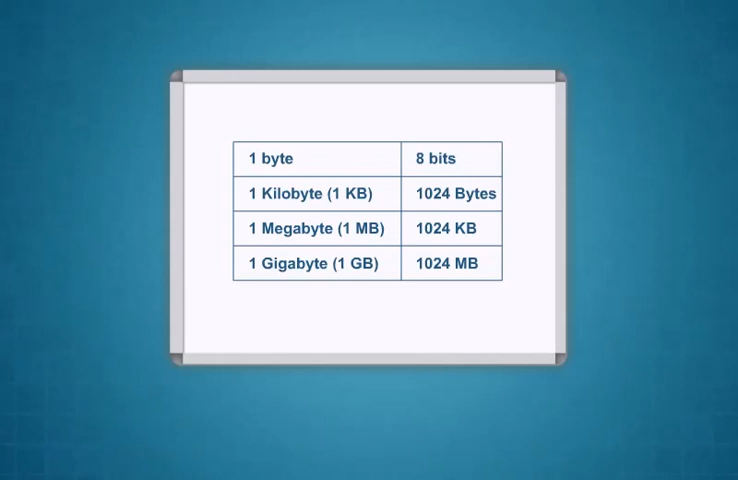 1 byte 8 bits
1 Kilobyte (1 KB) 1024 Bytes
1 Megabyte (1 MB) 1024 KB
1 Gigabyte (1 GB) 1024 MB